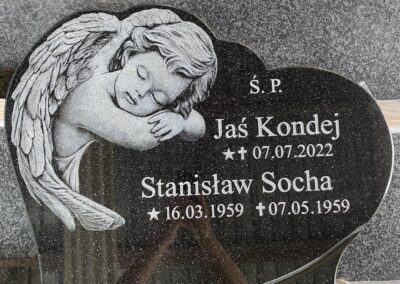 Ś. P.
Jaś Kondej
★✝ 07.07.2022
Stanisław Socha
★ 16.03.1959 ✝ 07.05.1959